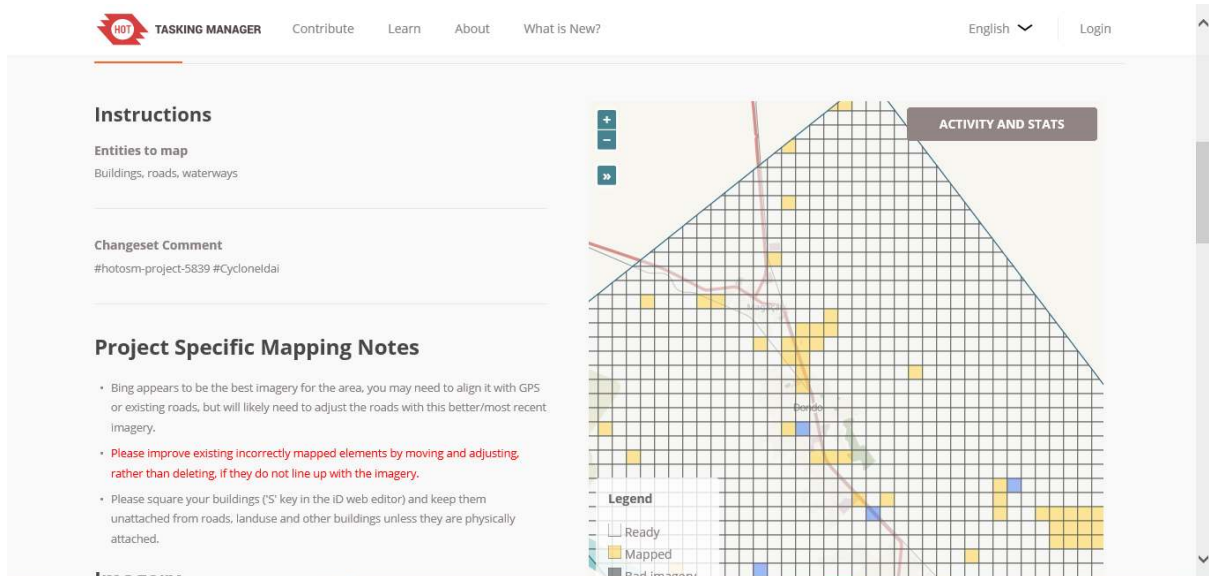 HOT TASKING MANAGER Contribute Learn About What is New? English Login
Instructions
Entities to map
Buildings, roads, waterways
Changeset Comment
#hotosm-project-5839 #CycloneIdai
Project Specific Mapping Notes
• Bing appears to be the best imagery for the area, you may need to align it with GPS
or existing roads, but will likely need to adjust the roads with this better/most recent
imagery.
• Please improve existing incorrectly mapped elements by moving and adjusting,
rather than deleting, if they do not line up with the imagery.
• Please square your buildings ('S' key in the iD web editor) and keep them
unattached from roads, landuse and other buildings unless they are physically
attached.
+
−
»
ACTIVITY AND STATS
Dondo
Legend
Ready
Mapped
Bad imagery